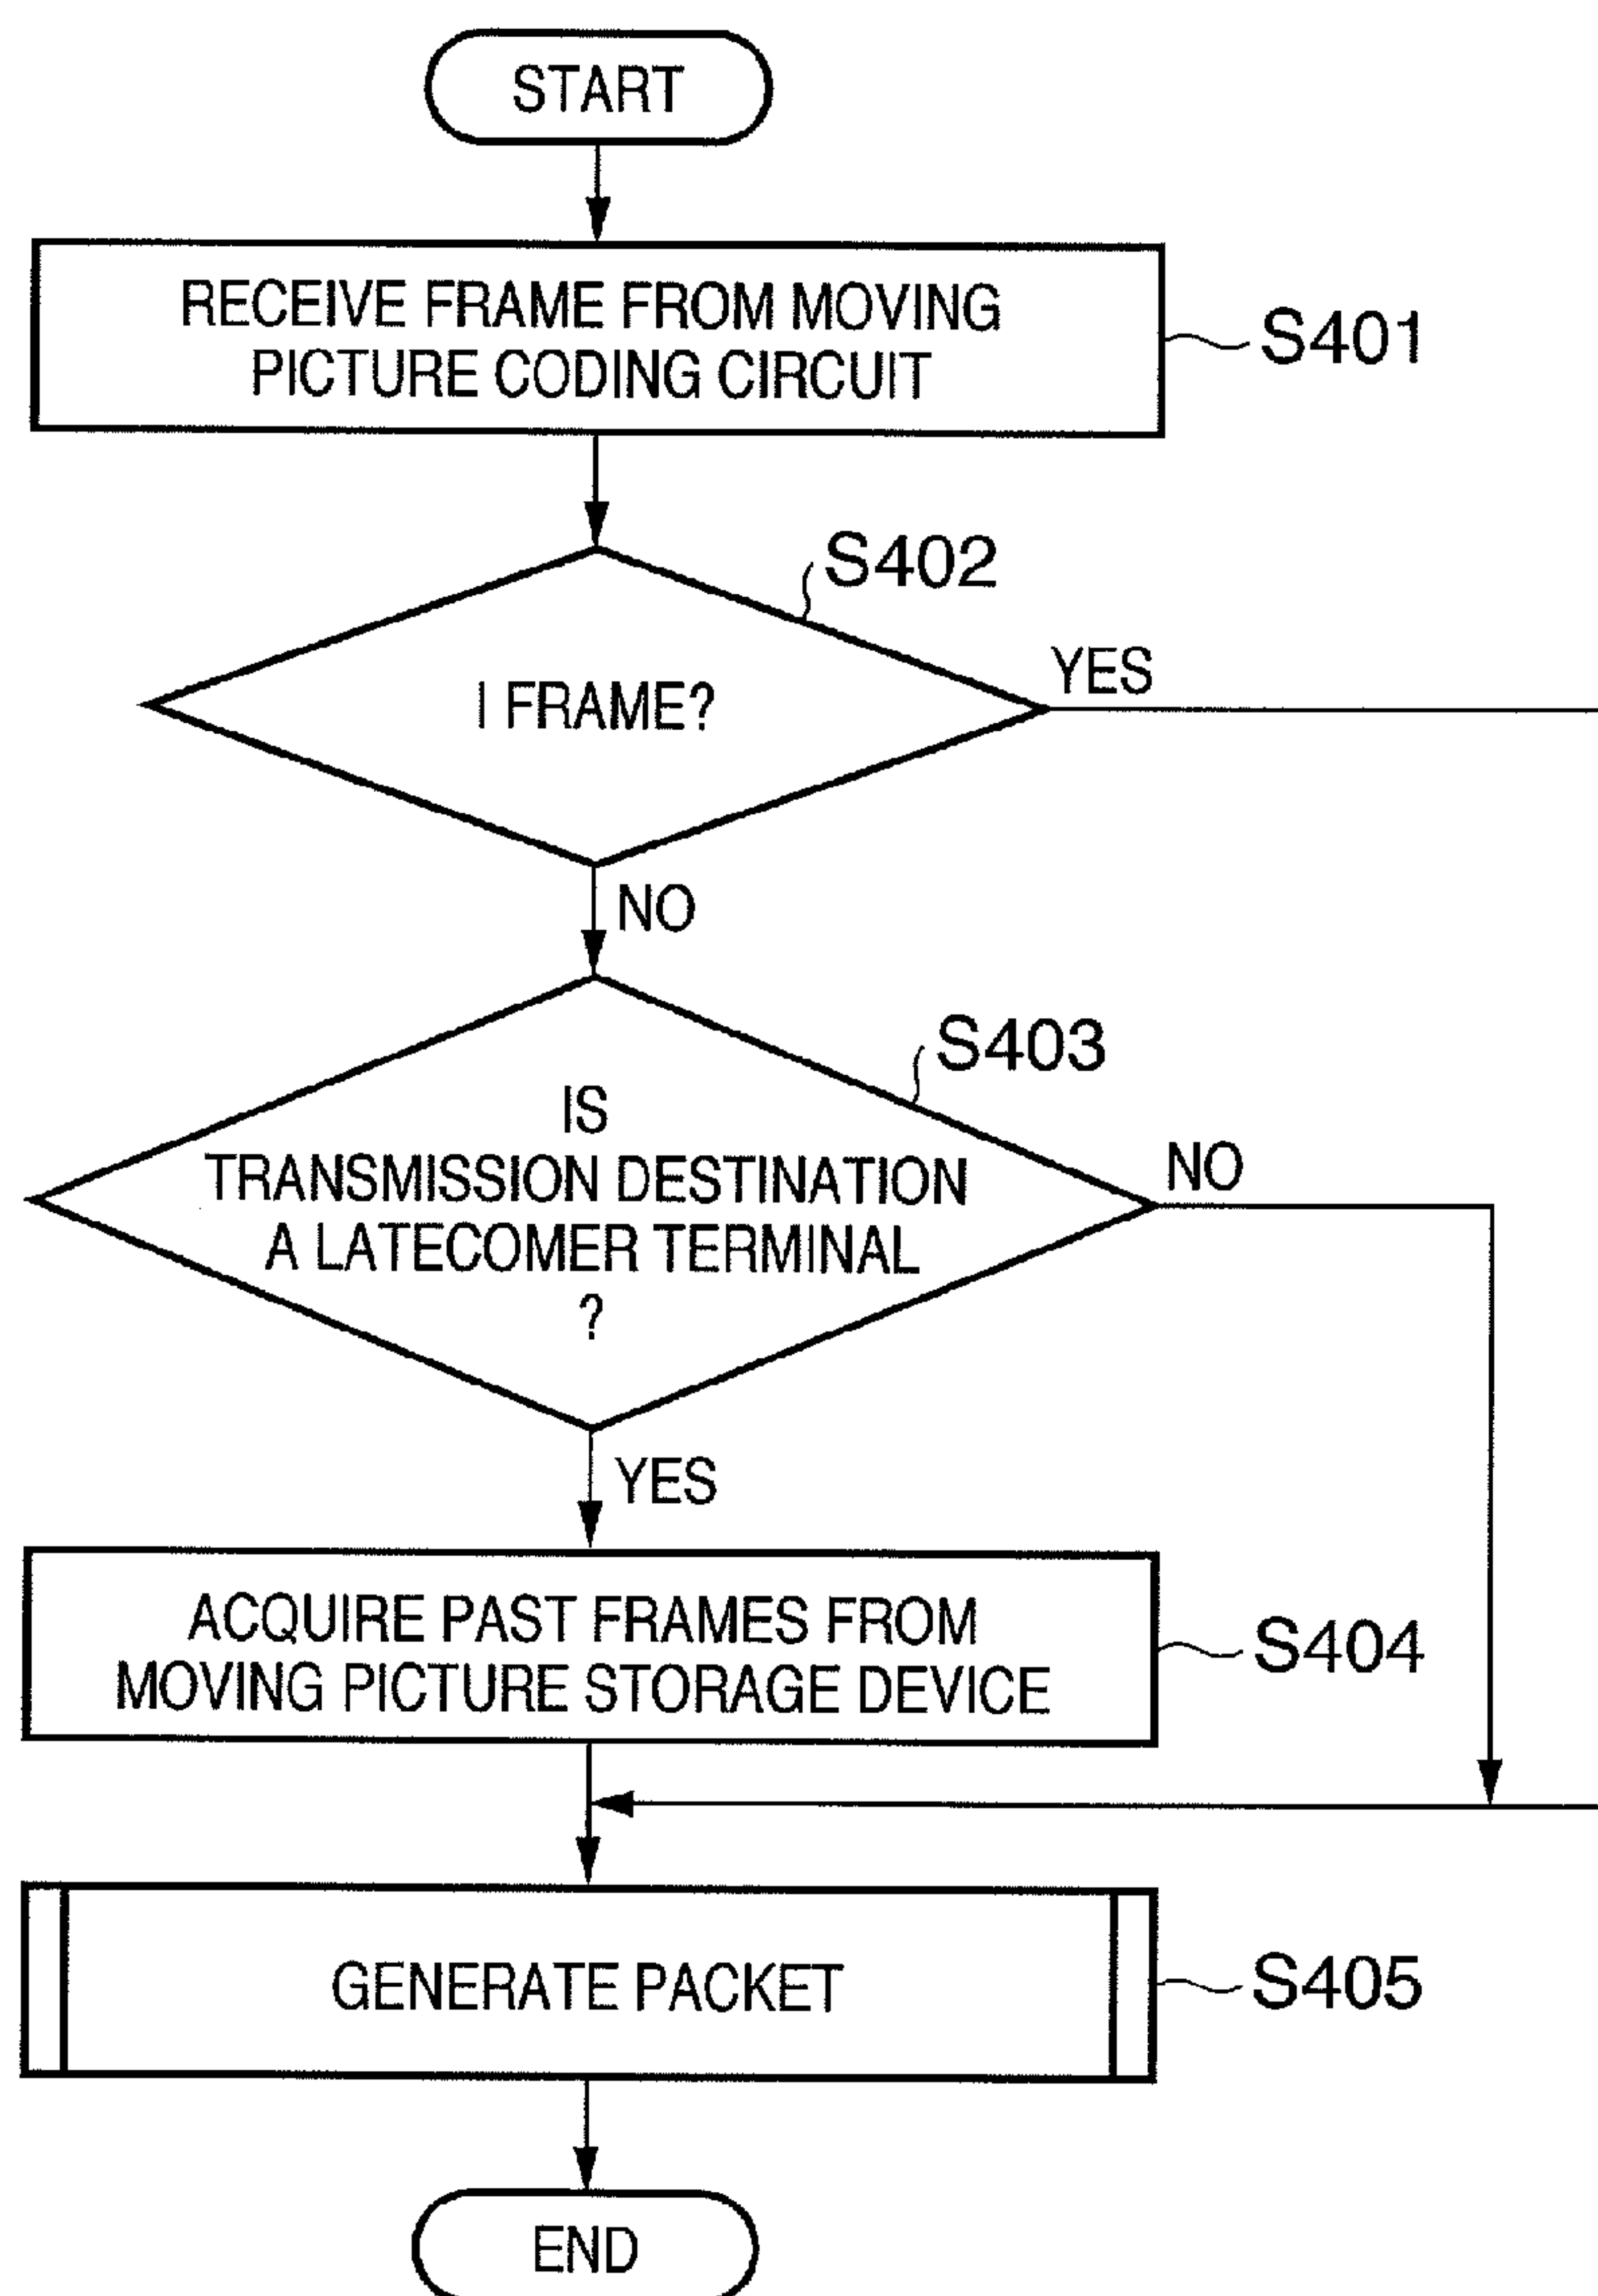 START
RECEIVE FRAME FROM MOVING
PICTURE CODING CIRCUIT
S401
S402
I FRAME?
YES
NO
S403
IS
TRANSMISSION DESTINATION
A LATECOMER TERMINAL
?
NO
YES
ACQUIRE PAST FRAMES FROM
MOVING PICTURE STORAGE DEVICE
S404
GENERATE PACKET
S405
END